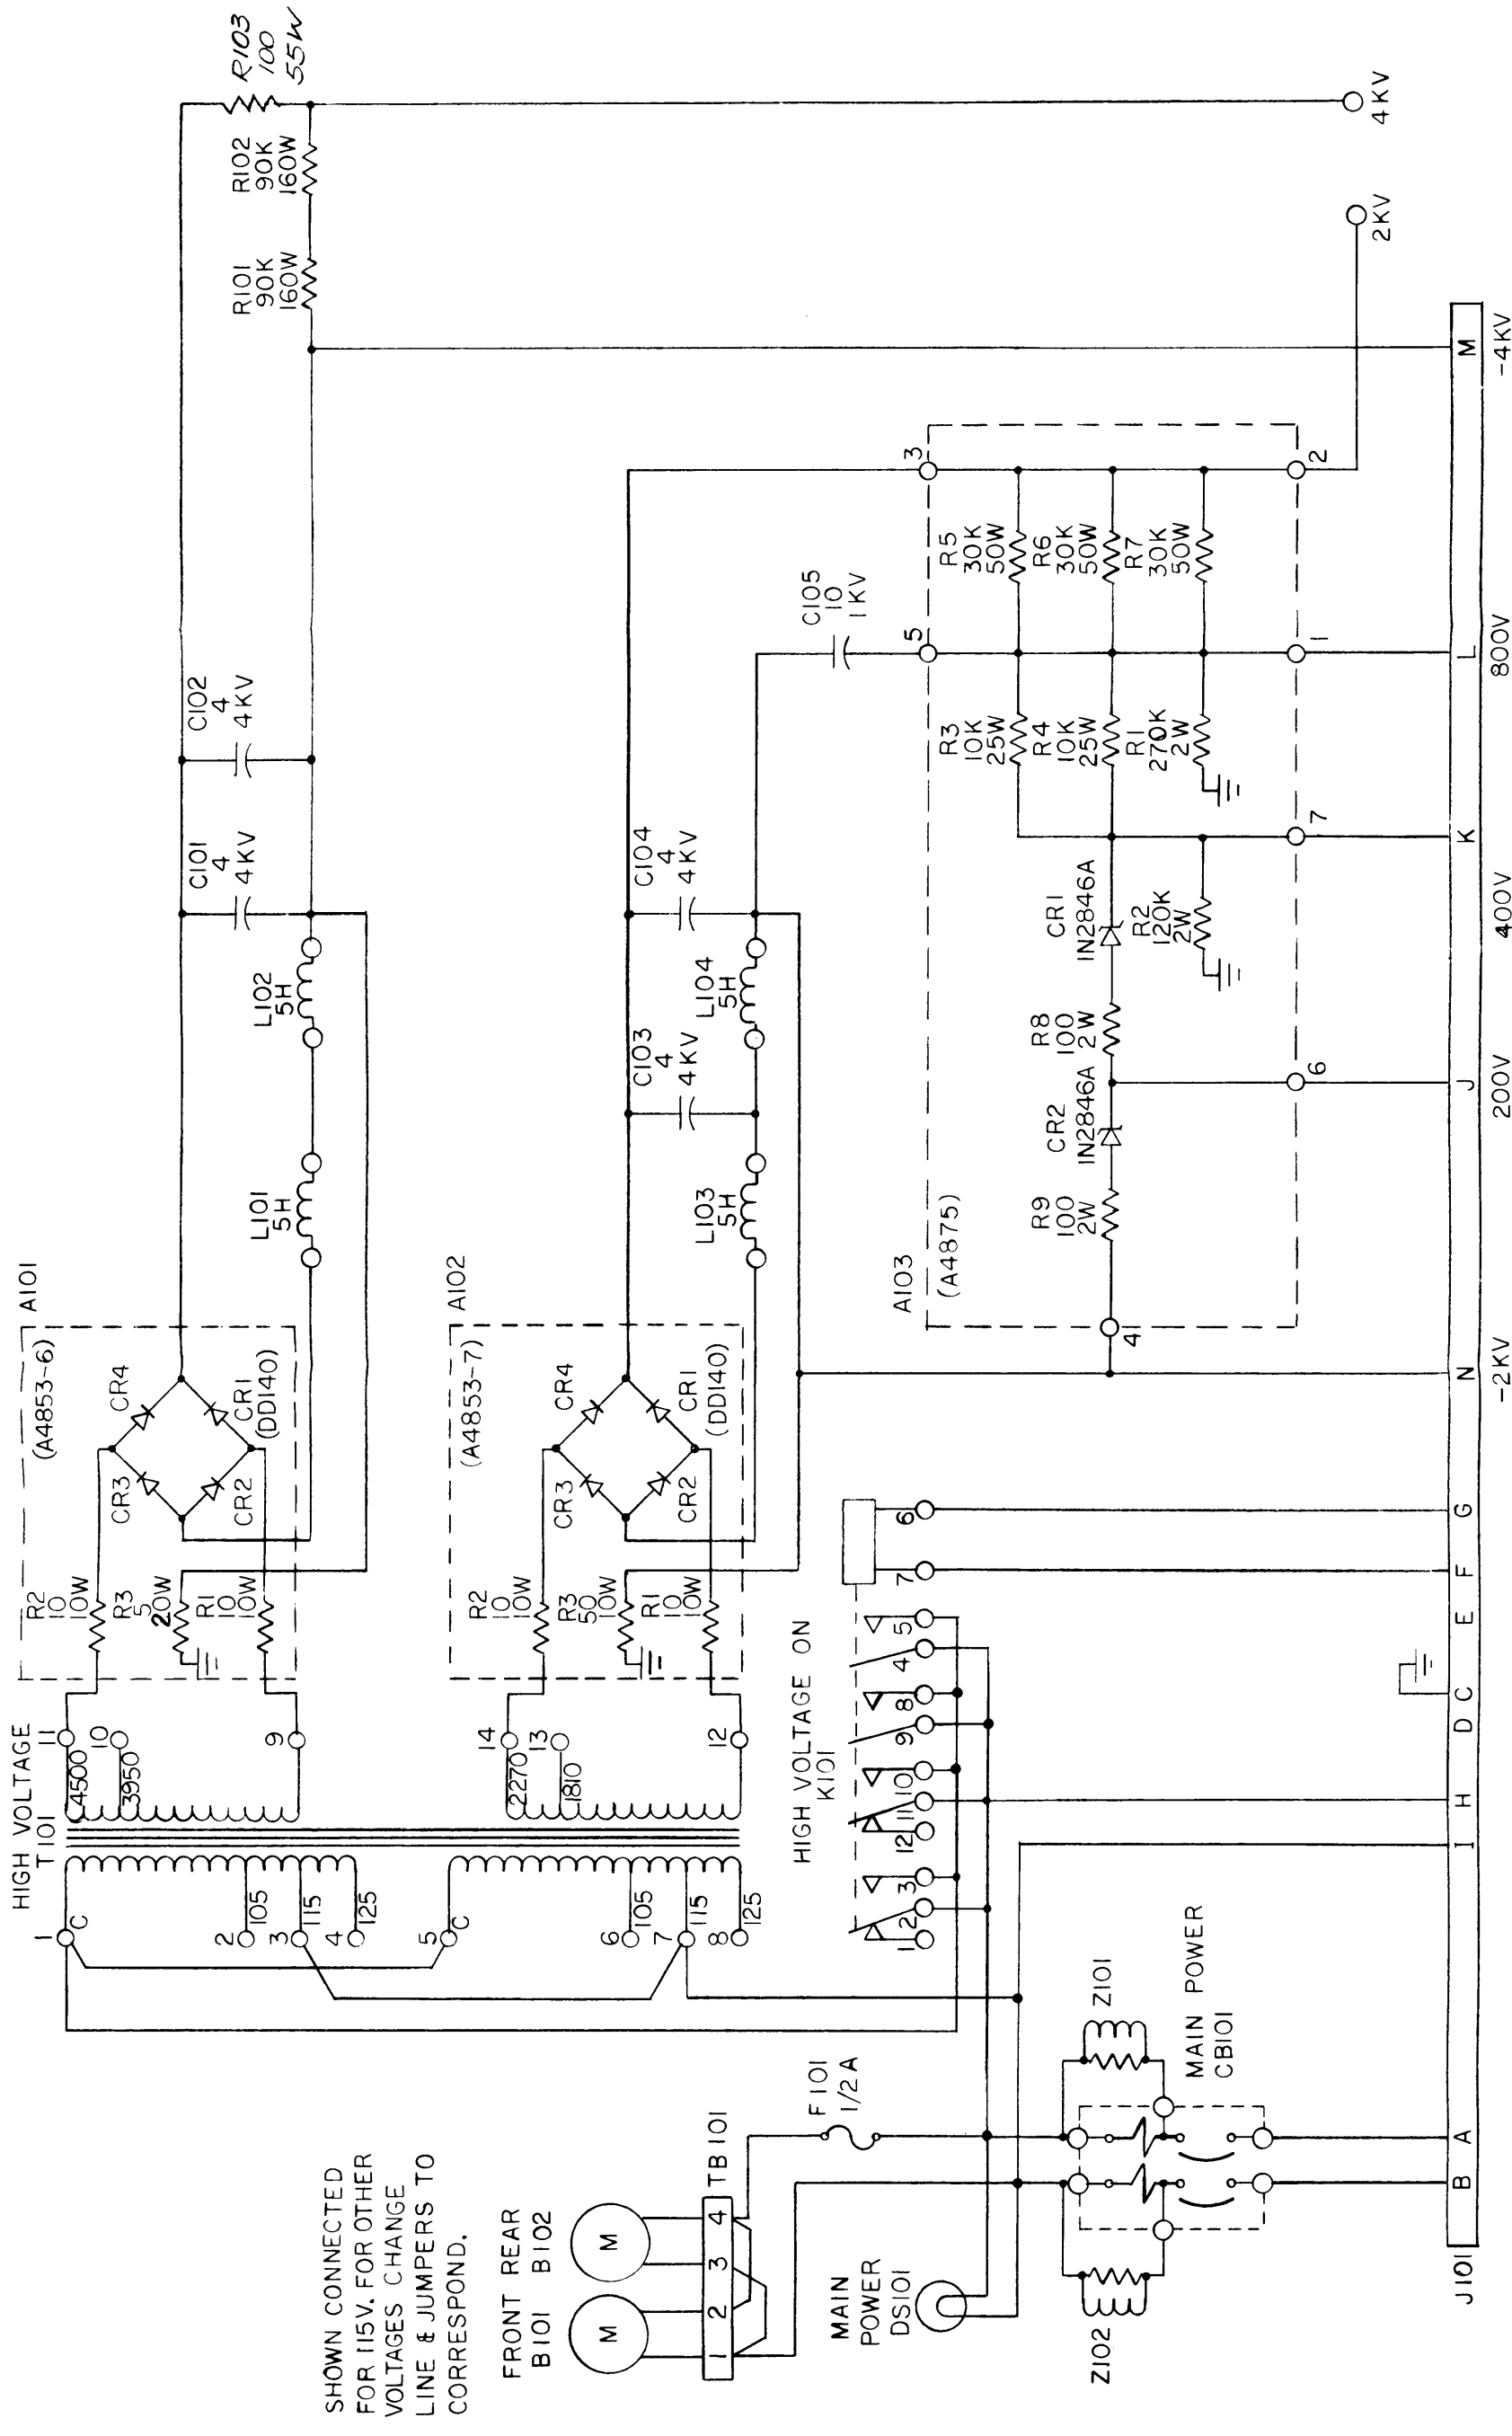 SHOWN CONNECTED
FOR 115V. FOR OTHER
VOLTAGES CHANGE
LINE & JUMPERS TO
CORRESPOND.
FRONT REAR
B101 B102
M
M
1
2
3
4
TB101
F101
1/2A
MAIN
POWER
DS101
Z102
Z101
MAIN POWER
CB101
HIGH VOLTAGE
T101
1
C
2
105
3
115
4
125
5
C
6
105
7
115
8
125
4500
11
3950
10
9
2270
14
1810
13
12
HIGH VOLTAGE ON
K101
1
2
3
12
11
10
9
8
4
5
7
6
A101
(A4853-6)
R2
10
10W
R3
5
20W
R1
10
10W
CR4
CR3
CR2
CR1
(DD140)
A102
(A4853-7)
R2
10
10W
R3
50
10W
R1
10
10W
CR4
CR3
CR2
CR1
(DD140)
L101
5H
L102
5H
C101
4
4KV
C102
4
4KV
R101
90K
160W
R102
90K
160W
R103
100
55W
L103
5H
C103
4
4KV
L104
5H
C104
4
4KV
C105
10
1KV
A103
(A4875)
4
R9
100
2W
CR2
1N2846A
R8
100
2W
CR1
1N2846A
R2
120K
2W
R3
10K
25W
R4
10K
25W
R1
270K
2W
R5
30K
50W
R6
30K
50W
R7
30K
50W
5
3
6
7
1
2
2KV
4KV
J101
B
A
I
H
D
C
E
F
G
N
J
K
L
M
-2KV
200V
400V
800V
-4KV